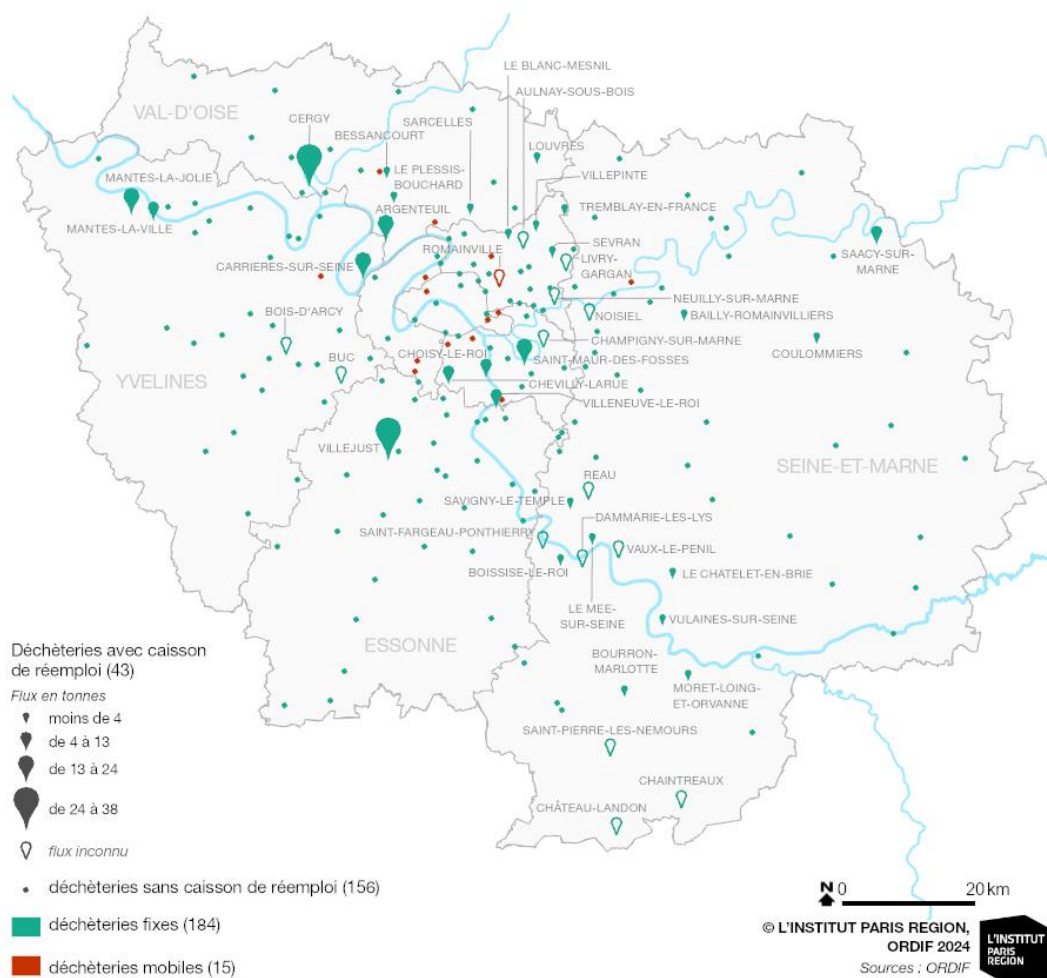 LE BLANC-MESNIL
AULNAY-SOUS-BOIS
VAL-D'OISE
CERGY
SARCELLES
BESSANCOURT
LOUVRES
MANTES-LA-JOLIE
LE PLESSIS-
BOUCHARD
VILLEPINTE
ARGENTEUIL
TREMBLAY-EN-FRANCE
MANTES-LA-VILLE
ROMAINVILLE
SEVRAN
CARRIERES-SUR-SEINE
LIVRY-
GARGAN
SAACY-SUR-
MARNE
NEUILLY-SUR-MARNE
BOIS-D'ARCY
NOISIEL
BAILLY-ROMAINVILLIERS
CHAMPIGNY-SUR-MARNE
BUC
CHOISY-LE-ROI
SAINT-MAUR-DES-FOSSES
COULOMMIERS
YVELINES
CHEVILLY-LARUE
VILLENEUVE-LE-ROI
VILLEJUST
SEINE-ET-MARNE
REAU
SAVIGNY-LE-TEMPLE
DAMMARIE-LES-LYS
SAINT-FARGEAU-PONTHIERRY
VAUX-LE-PENIL
BOISSISE-LE-ROI
LE CHATELET-EN-BRIE
LE MEE-
SUR-SEINE
VULAINES-SUR-SEINE
ESSONNE
BOURRON-
MARLOTTE
MORET-LOING-
ET-ORVANNE
SAINT-PIERRE-LES-NEMOURS
CHAINTREAUX
CHÂTEAU-LANDON
Déchèteries avec caisson
de réemploi (43)
Flux en tonnes
moins de 4
de 4 à 13
de 13 à 24
de 24 à 38
flux inconnu
déchèteries sans caisson de réemploi (156)
déchèteries fixes (184)
déchèteries mobiles (15)
N 0 20 km
© L'INSTITUT PARIS REGION,
ORDIF 2024
Sources : ORDIF
L'INSTITUT
PARIS
REGION